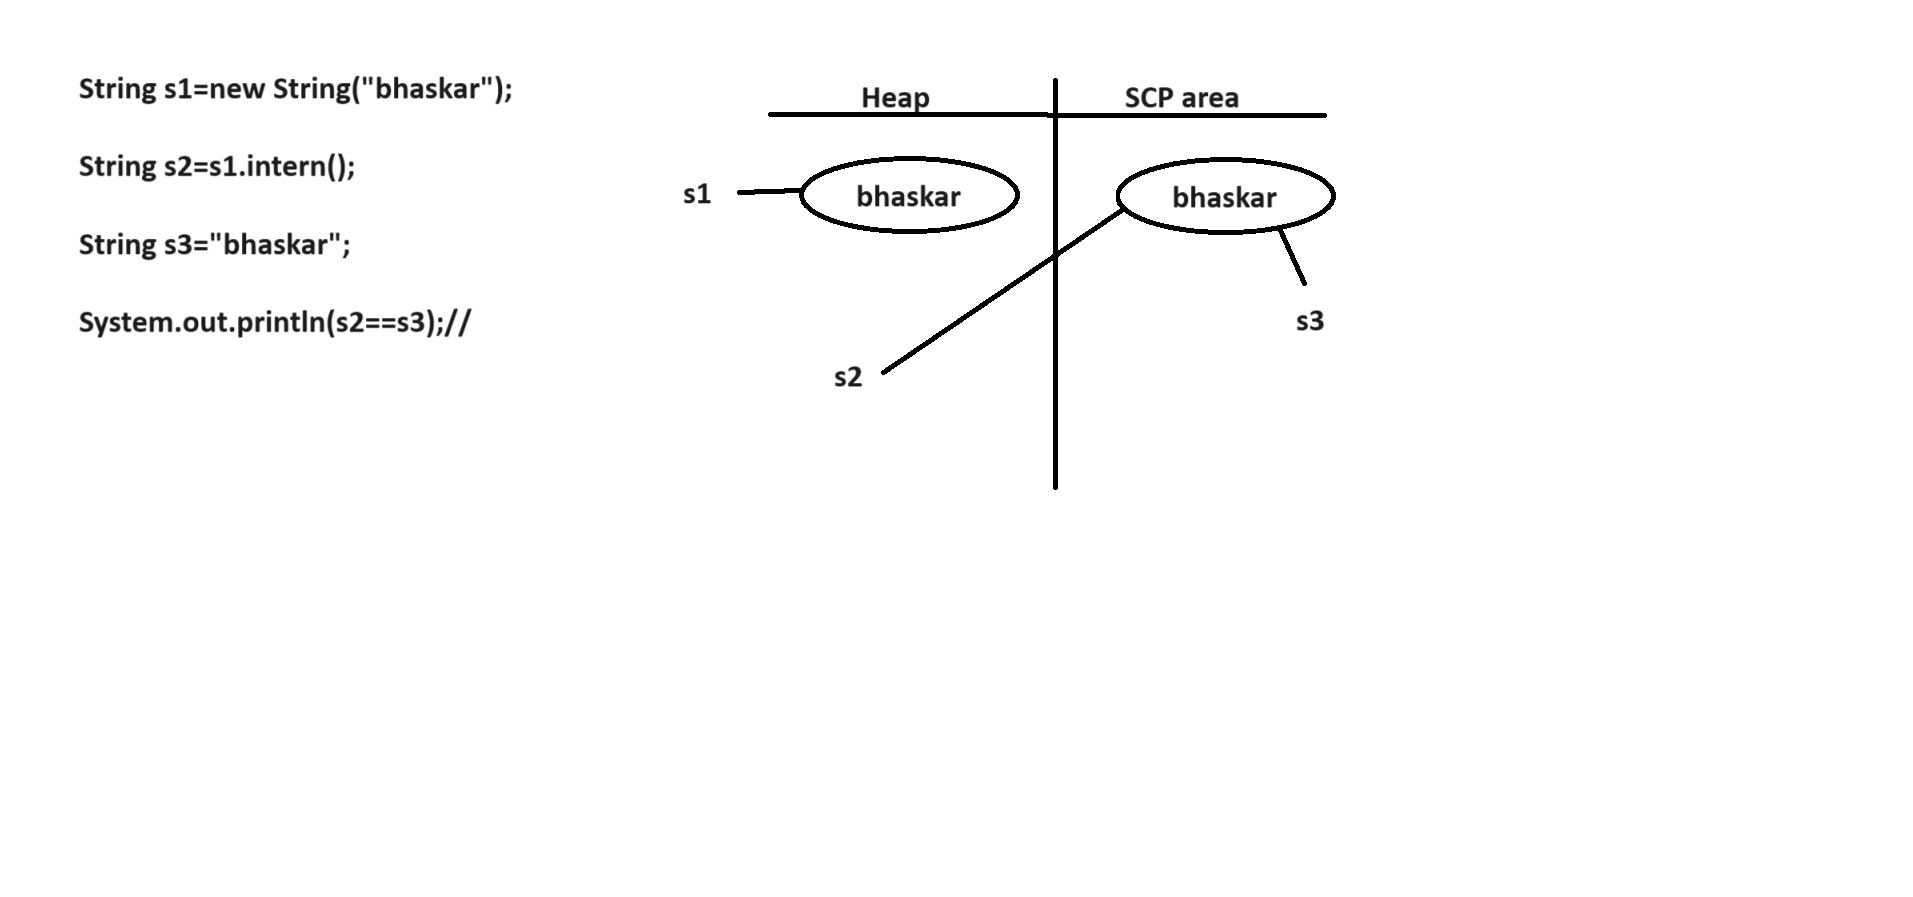 String s1=new String("bhaskar");
String s2=s1.intern();
String s3="bhaskar";
System.out.println(s2==s3);//
Heap SCP area
s1 bhaskar bhaskar
s3
s2